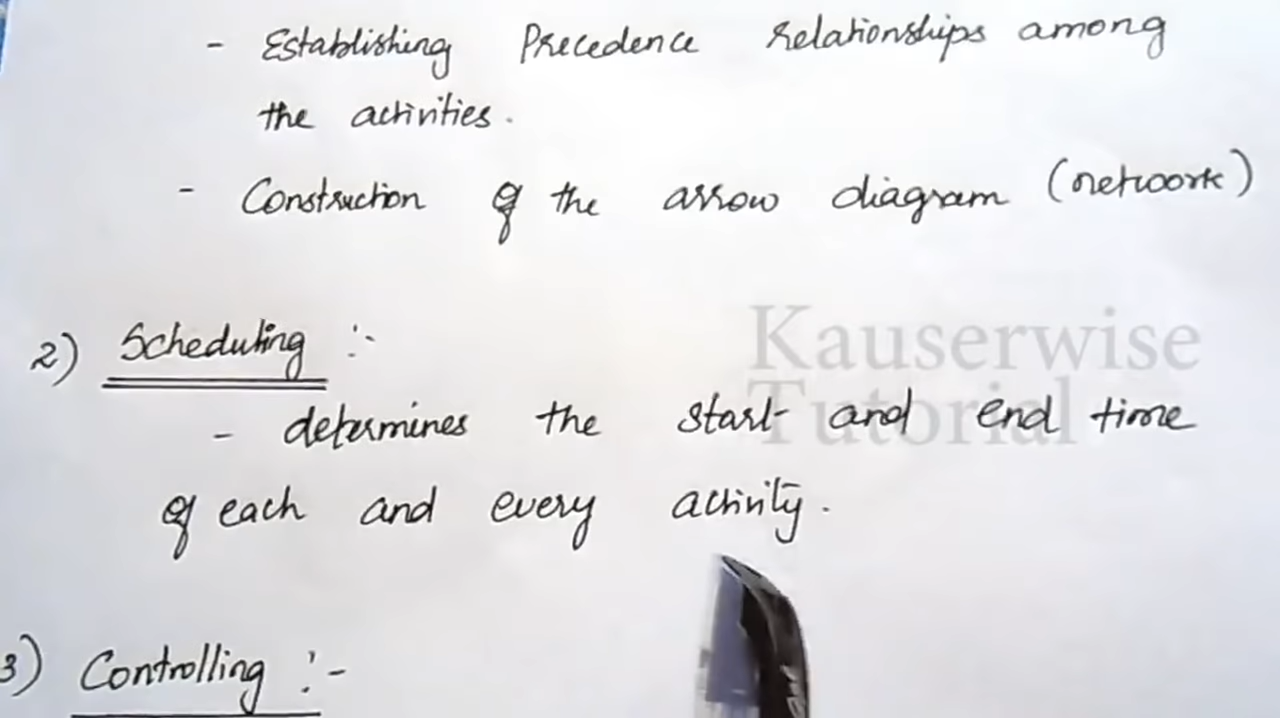 - Establishing Precedence relationships among
the activities.
- Construction of the arrow diagram (network)
2) Scheduling :-
Kauserwise
Tutorial
- determines the start and end time
of each and every activity.
3) Controlling :-